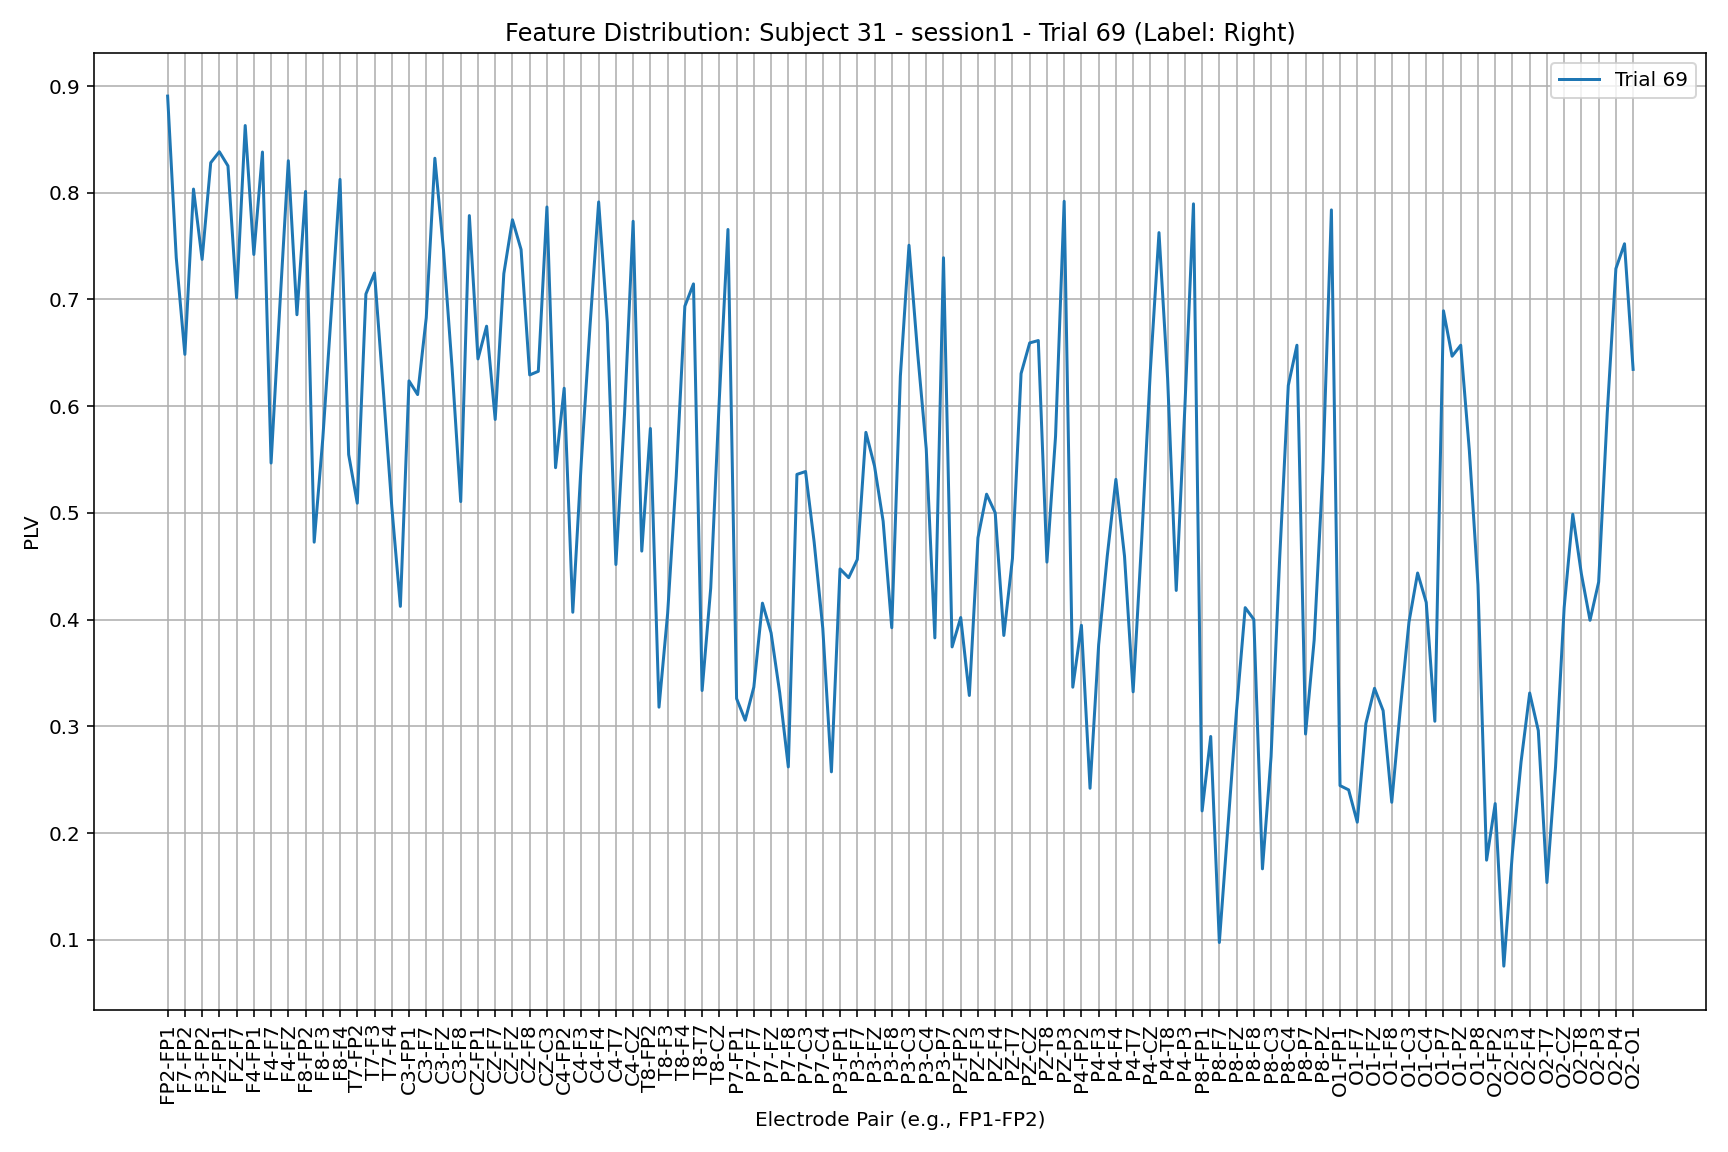 Feature Distribution: Subject 31 - session1 - Trial 69 (Label: Right)
Trial 69
PLV
0.9
0.8
0.7
0.6
0.5
0.4
0.3
0.2
0.1
FP2-FP1
F7-FP2
F3-FP2
FZ-FP1
FZ-F7
F4-FP1
F4-F7
F4-FZ
F8-FP2
F8-F3
F8-F4
T7-FP2
T7-F3
T7-F4
C3-FP1
C3-F7
C3-FZ
C3-F8
CZ-FP1
CZ-F7
CZ-FZ
CZ-F8
CZ-C3
C4-FP2
C4-F3
C4-F4
C4-T7
C4-CZ
T8-FP2
T8-F3
T8-F4
T8-T7
T8-CZ
P7-FP1
P7-F7
P7-FZ
P7-F8
P7-C3
P7-C4
P3-FP1
P3-F7
P3-FZ
P3-F8
P3-C3
P3-C4
P3-P7
PZ-FP2
PZ-F3
PZ-F4
PZ-T7
PZ-CZ
PZ-T8
PZ-P3
P4-FP2
P4-F3
P4-F4
P4-T7
P4-CZ
P4-T8
P4-P3
P8-FP1
P8-F7
P8-FZ
P8-F8
P8-C3
P8-C4
P8-P7
P8-PZ
O1-FP1
O1-F7
O1-FZ
O1-F8
O1-C3
O1-C4
O1-P7
O1-PZ
O1-P8
O2-FP2
O2-F3
O2-F4
O2-T7
O2-CZ
O2-T8
O2-P3
O2-P4
O2-O1
Electrode Pair (e.g., FP1-FP2)